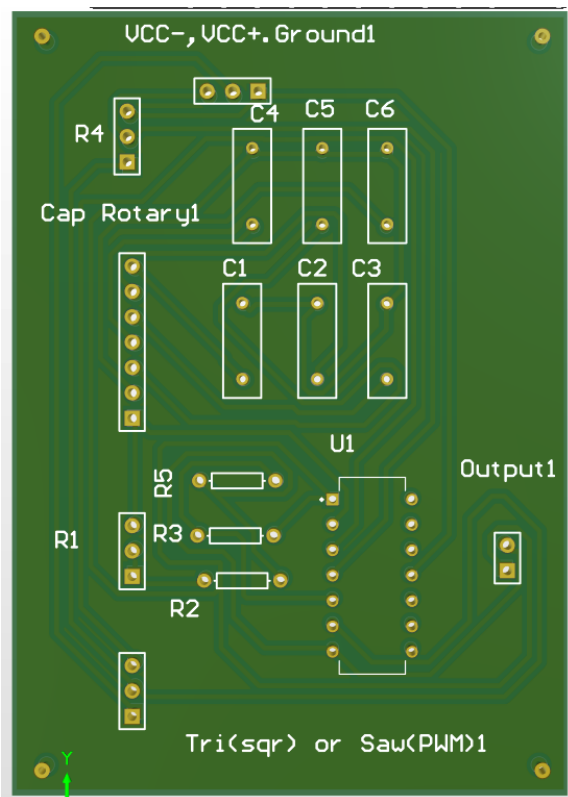 VCC-,VCC+.Ground1
C4 C5 C6
R4
Cap Rotary1
C1 C2 C3
U1
Output1
R5
R3
R1
R2
Tri(sqr) or Saw(PWM)1
Y